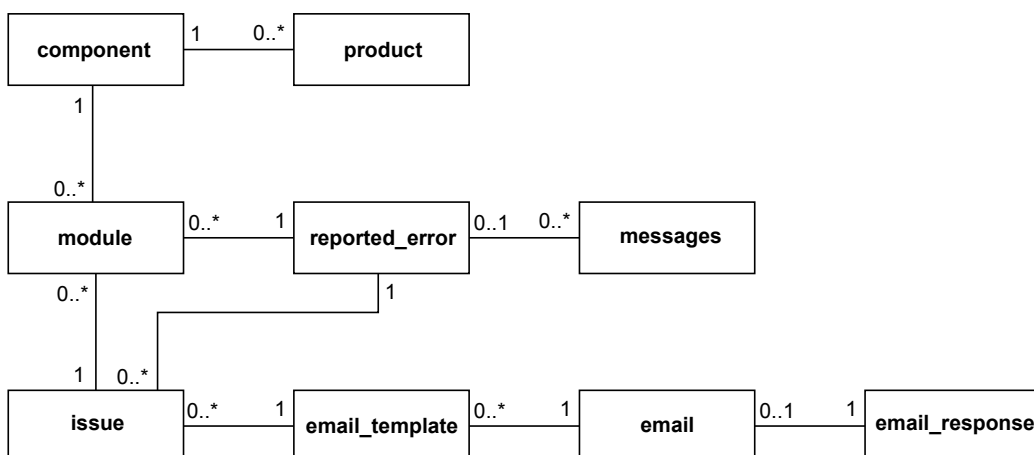 component 1 0..* product
1
0..*
module 0..* 1 reported_error 0..1 0..* messages
0..* 1
1 0..*
issue 0..* 1 email_template 0..* 1 email 0..1 1 email_response